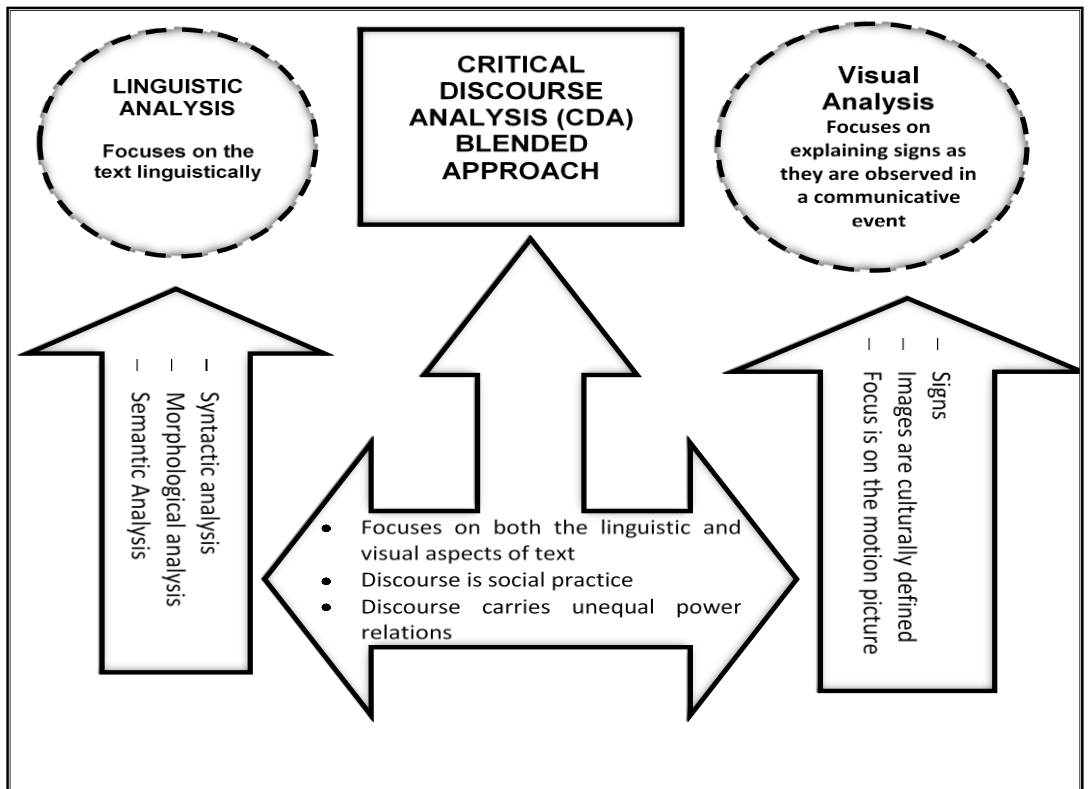 LINGUISTIC
ANALYSIS
Focuses on the
text linguistically
CRITICAL
DISCOURSE
ANALYSIS (CDA)
BLENDED
APPROACH
Visual
Analysis
Focuses on
explaining signs as
they are observed in
a communicative
event
– Syntactic analysis
– Morphological analysis
– Semantic Analysis
• Focuses on both the linguistic and
visual aspects of text
• Discourse is social practice
• Discourse carries unequal power
relations
– Signs
– Images are culturally defined
– Focus is on the motion picture